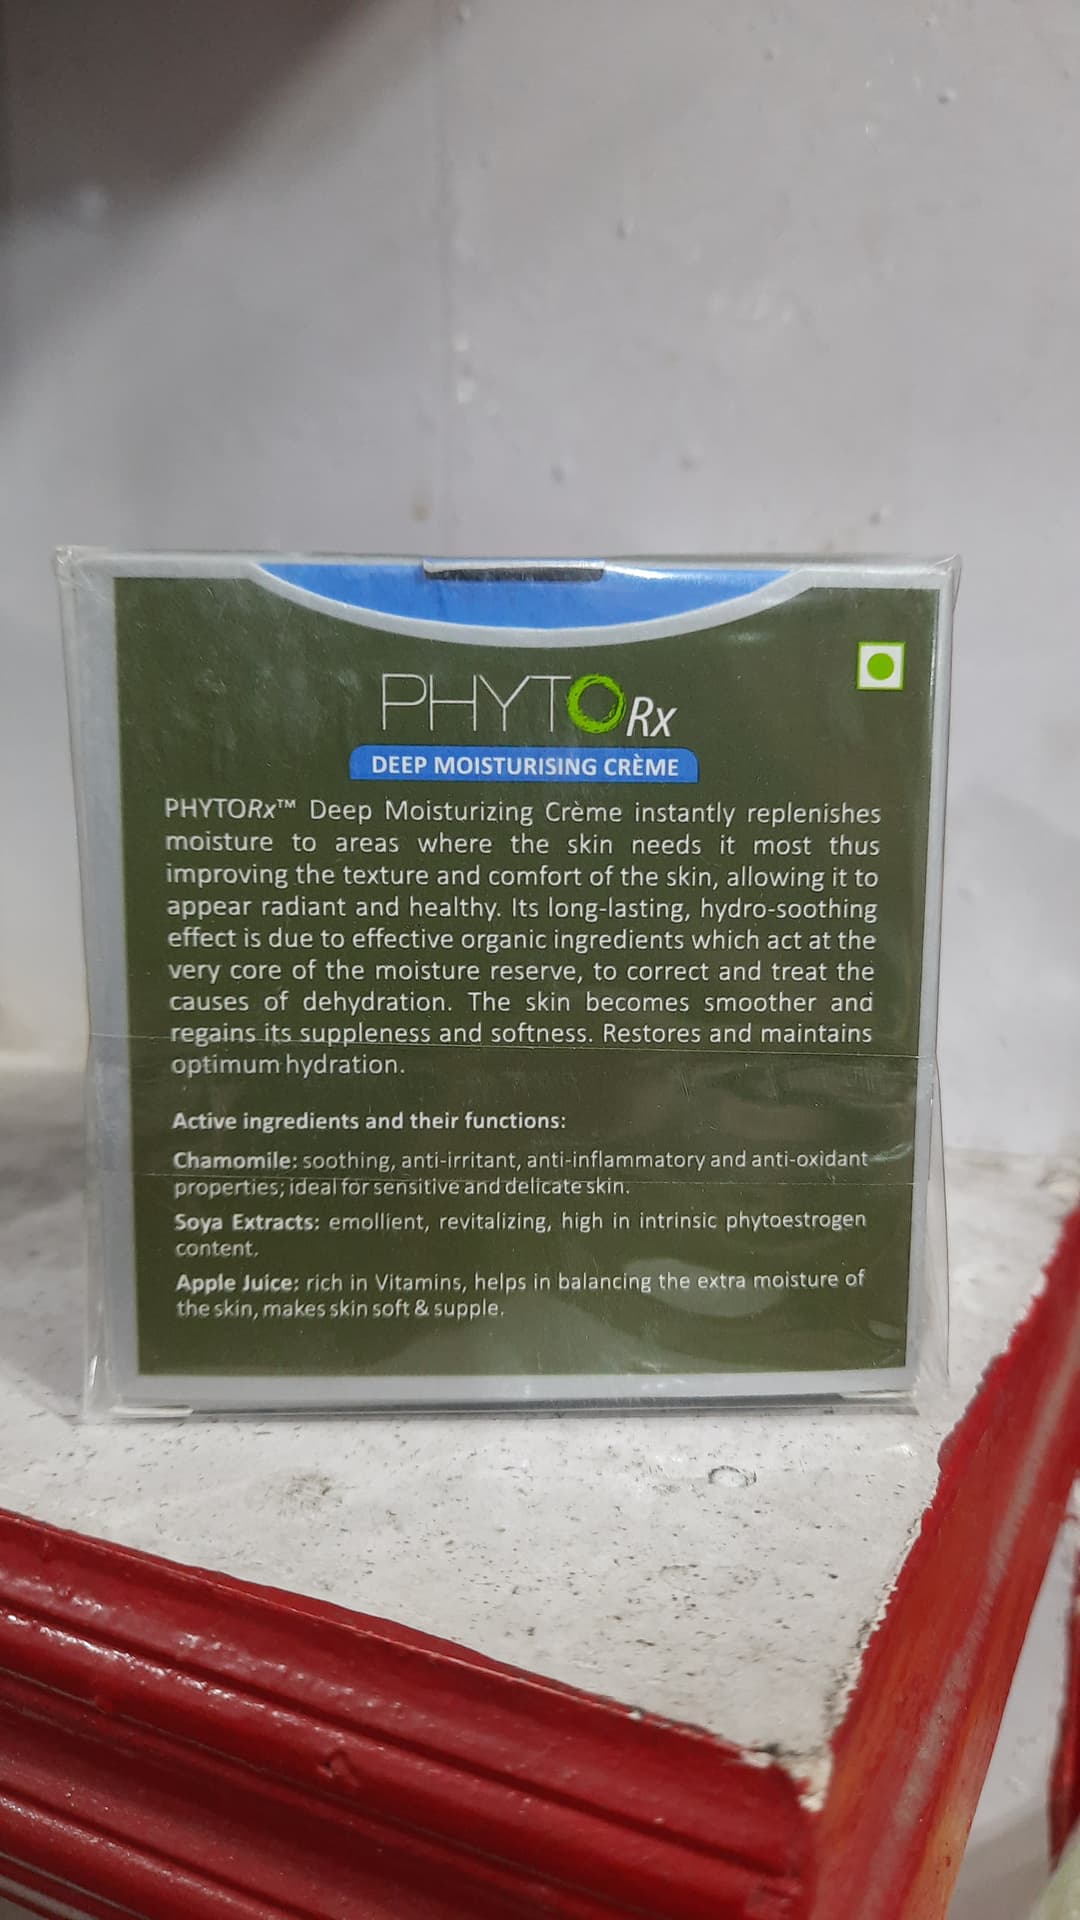 PHYTO Rx
DEEP MOISTURISING CRÈME
PHYTORx™ Deep Moisturizing Crème instantly replenishes
moisture to areas where the skin needs it most thus
improving the texture and comfort of the skin, allowing it to
appear radiant and healthy. Its long-lasting, hydro-soothing
effect is due to effective organic ingredients which act at the
very core of the moisture reserve, to correct and treat the
causes of dehydration. The skin becomes smoother and
regains its suppleness and softness. Restores and maintains
optimum hydration.
Active ingredients and their functions:
Chamomile: soothing, anti-irritant, anti-inflammatory and anti-oxidant
properties; ideal for sensitive and delicate skin.
Soya Extracts: emollient, revitalizing, high in intrinsic phytoestrogen
content.
Apple Juice: rich in Vitamins, helps in balancing the extra moisture of
the skin, makes skin soft & supple.